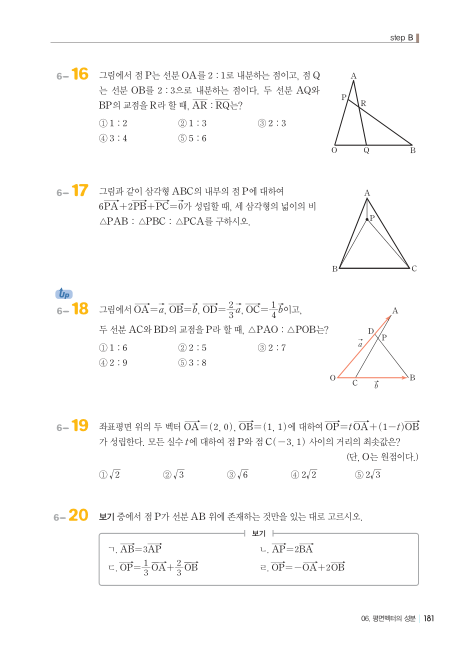 step B
6- 16 그림에서 점 P는 선분 OA를 2 : 1로 내분하는 점이고, 점 Q
는 선분 OB를 2 : 3으로 내분하는 점이다. 두 선분 AQ와
BP의 교점을 R라 할 때, \overline{AR} : \overline{RQ}는?
① 1 : 2 ② 1 : 3 ③ 2 : 3
④ 3 : 4 ⑤ 5 : 6
A
P
R
O Q B
6- 17 그림과 같이 삼각형 ABC의 내부의 점 P에 대하여
6\overrightarrow{PA}+2\overrightarrow{PB}+\overrightarrow{PC}=\vec{0}가 성립할 때, 세 삼각형의 넓이의 비
△PAB : △PBC : △PCA를 구하시오.
A
P
B C
Up
6- 18 그림에서 \overrightarrow{OA}=\vec{a}, \overrightarrow{OB}=\vec{b}, \overrightarrow{OD}=\frac{2}{3}\vec{a}, \overrightarrow{OC}=\frac{1}{4}\vec{b}이고,
두 선분 AC와 BD의 교점을 P라 할 때, △PAO : △POB는?
① 1 : 6 ② 2 : 5 ③ 2 : 7
④ 2 : 9 ⑤ 3 : 8
A
D
P
\vec{a}
O C \vec{b} B
6- 19 좌표평면 위의 두 벡터 \overrightarrow{OA}=(2, 0), \overrightarrow{OB}=(1, 1)에 대하여 \overrightarrow{OP}=t\overrightarrow{OA}+(1-t)\overrightarrow{OB}
가 성립한다. 모든 실수 t에 대하여 점 P와 점 C(-3, 1) 사이의 거리의 최솟값은?
(단, O는 원점이다.)
① √2 ② √3 ③ √6 ④ 2√2 ⑤ 2√3
6- 20 보기 중에서 점 P가 선분 AB 위에 존재하는 것만을 있는 대로 고르시오.
보기
ㄱ. \overrightarrow{AB}=3\overrightarrow{AP} ㄴ. \overrightarrow{AP}=2\overrightarrow{BA}
ㄷ. \overrightarrow{OP}=\frac{1}{3}\overrightarrow{OA}+\frac{2}{3}\overrightarrow{OB} ㄹ. \overrightarrow{OP}=-\overrightarrow{OA}+2\overrightarrow{OB}
06. 평면벡터의 성분 181